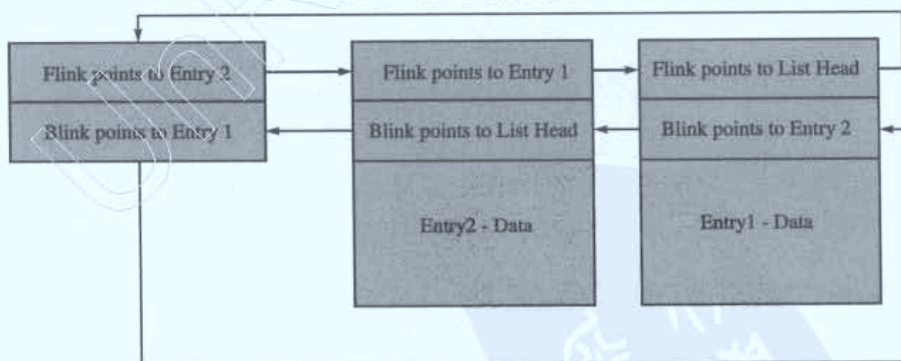 Flink points to Entry 2
Blink points to Entry 1
Flink points to Entry 1
Blink points to List Head
Entry2 - Data
Flink points to List Head
Blink points to Entry 2
Entry1 - Data